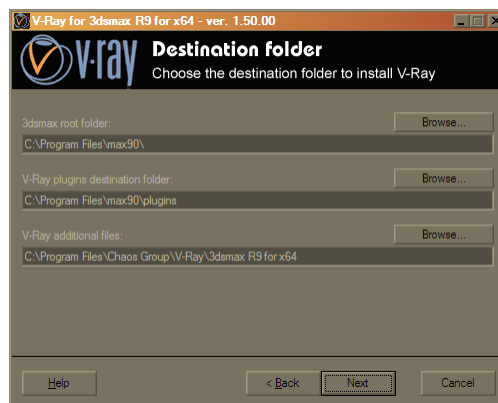 V-Ray for 3dsmax R9 for x64 - ver. 1.50.00
V·ray
Destination folder
Choose the destination folder to install V-Ray
3dsmax root folder:
Browse...
C:\Program Files\max90\
V-Ray plugins destination folder:
Browse...
C:\Program Files\max90\plugins
V-Ray additional files:
Browse...
C:\Program Files\Chaos Group\V-Ray\3dsmax R9 for x64
Help
< Back
Next
Cancel